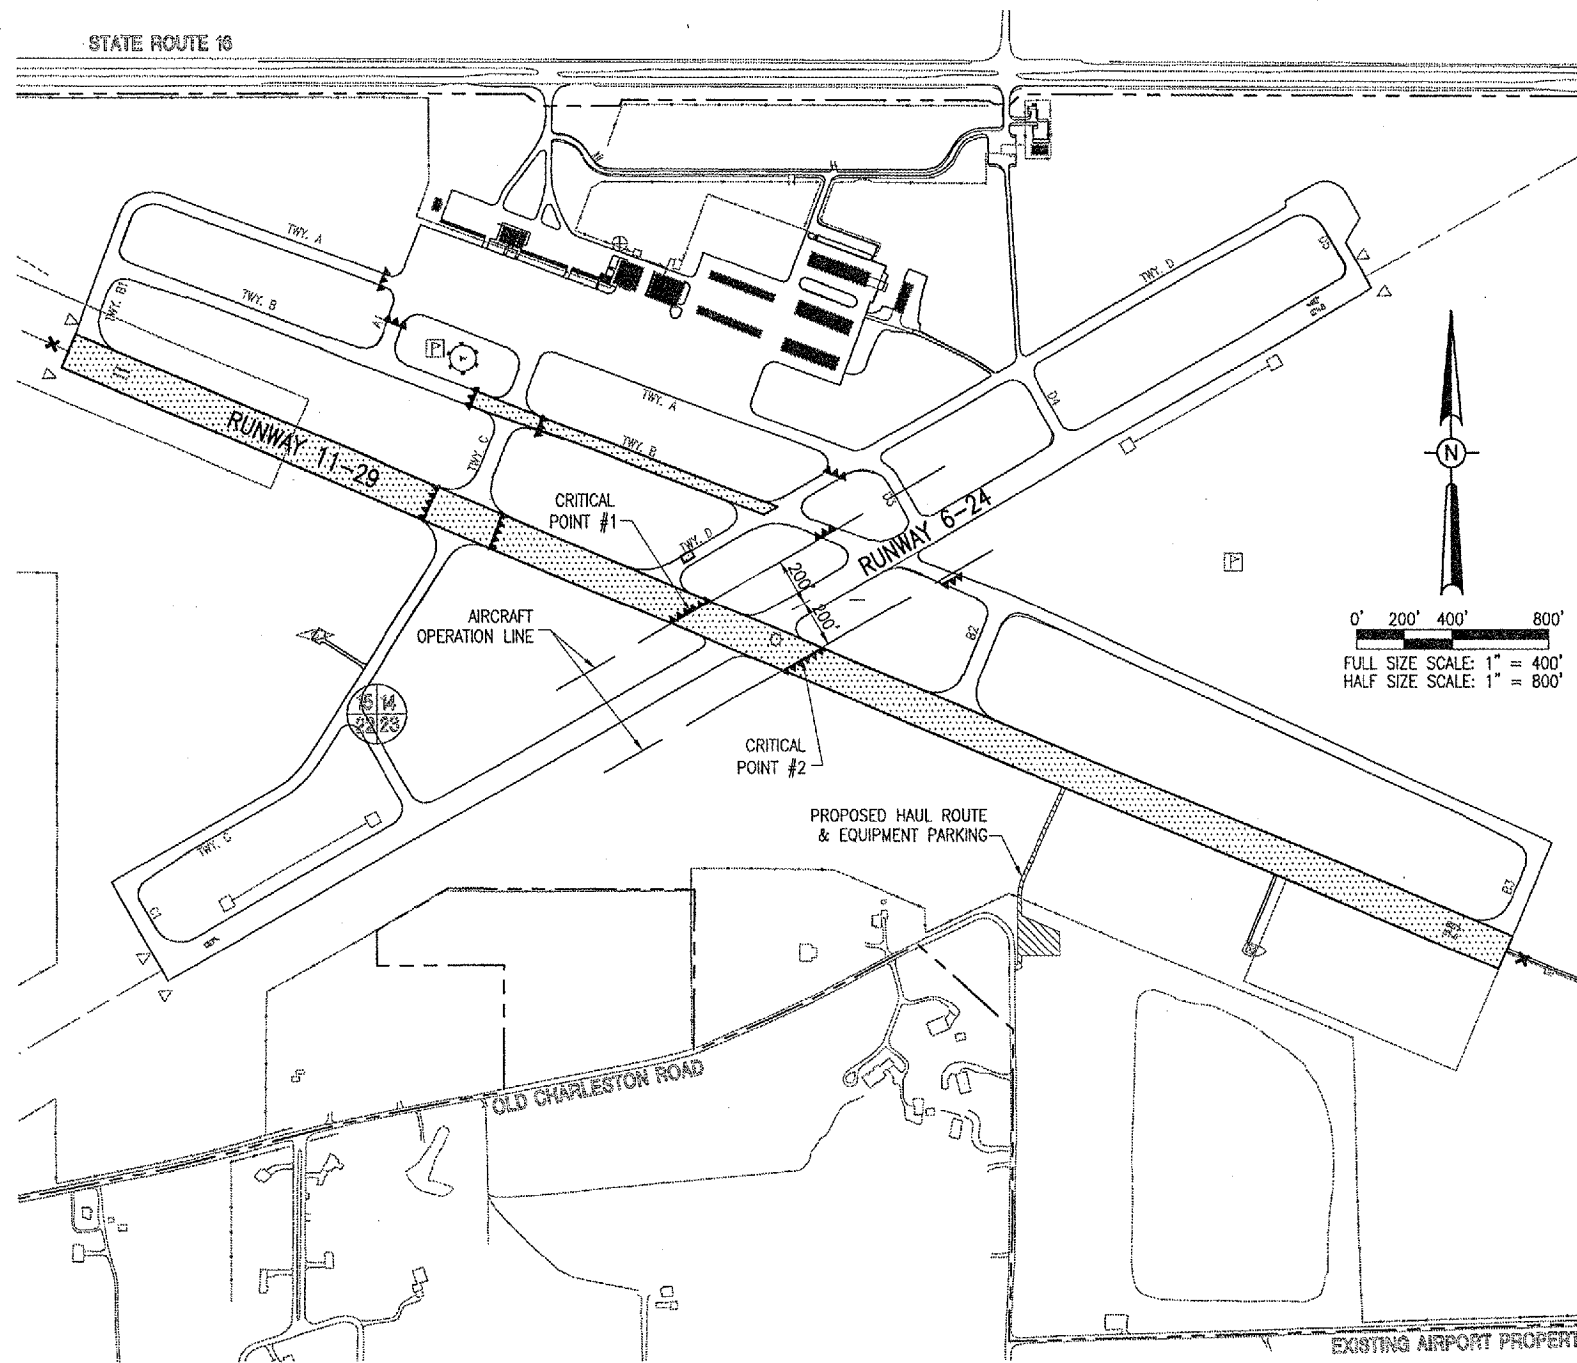 STATE ROUTE 16
TWY. A
TWY. D
D5
TWY. B1
TWY. B
A1
TWY. A
D4
N
RUNWAY 11-29
TWY. C
TWY. B
D3
RUNWAY 6-24
CRITICAL
POINT #1
TWY. D
200'
200'
AIRCRAFT
OPERATION LINE
B2
0' 200' 400' 800'
FULL SIZE SCALE: 1" = 400'
HALF SIZE SCALE: 1" = 800'
15 14
22 23
CRITICAL
POINT #2
PROPOSED HAUL ROUTE
& EQUIPMENT PARKING
TWY. C
C1
B3
OLD CHARLESTON ROAD
EXISTING AIRPORT PROPERT